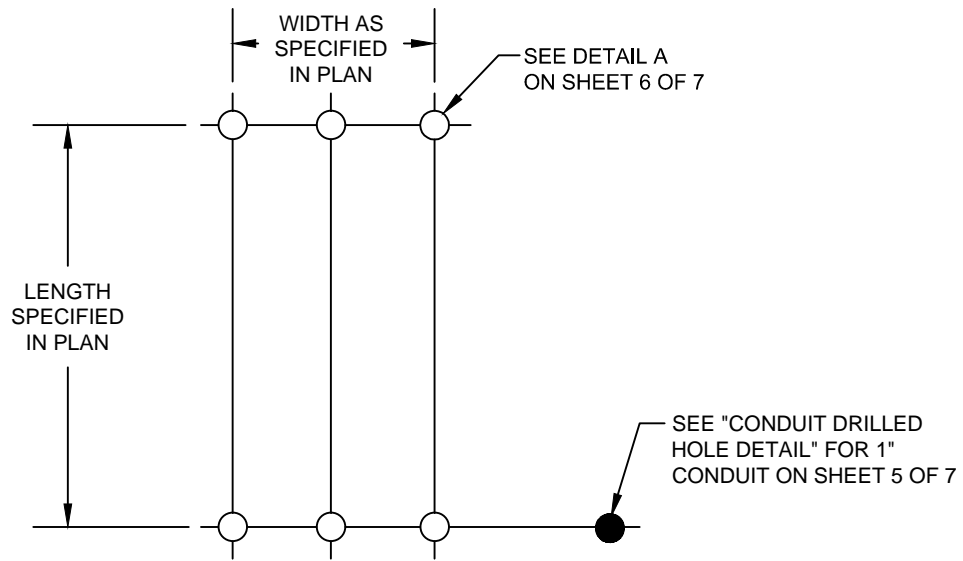 WIDTH AS
SPECIFIED
IN PLAN
SEE DETAIL A
ON SHEET 6 OF 7
LENGTH
SPECIFIED
IN PLAN
SEE "CONDUIT DRILLED
HOLE DETAIL" FOR 1"
CONDUIT ON SHEET 5 OF 7